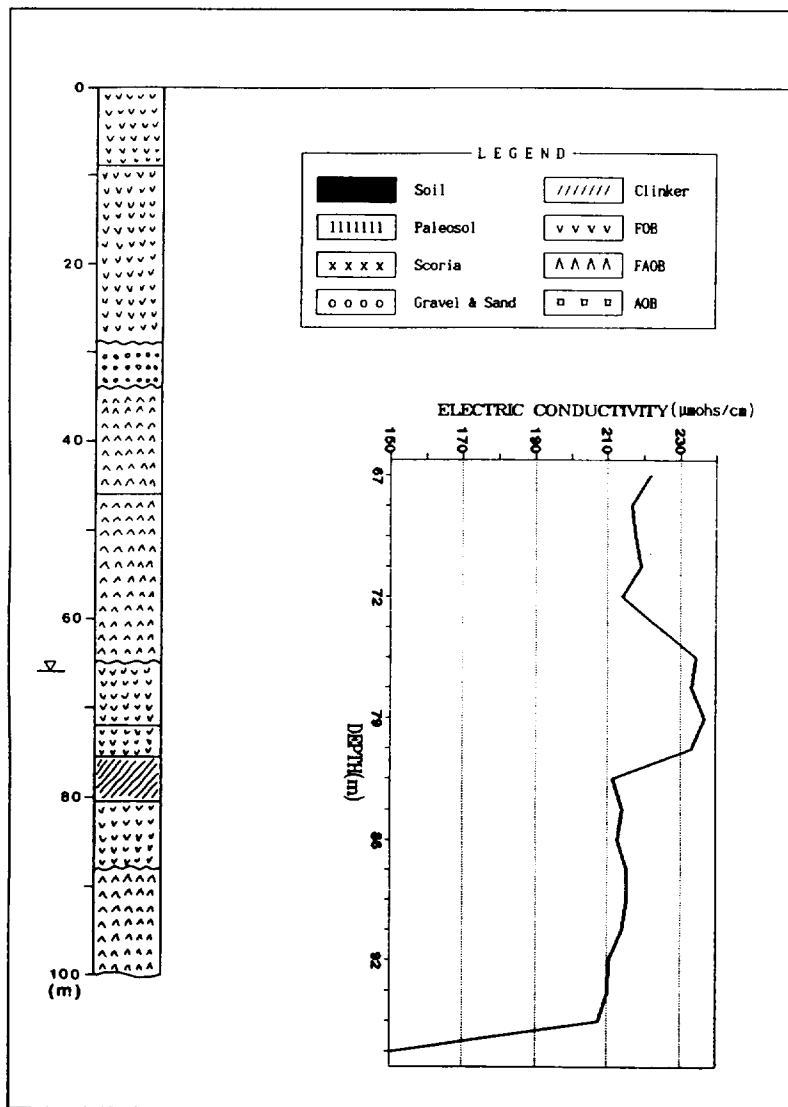 0
20
40
60
80
100
(m)
LEGEND
Soil
Clinker
Paleosol
FOB
Scoria
FAOB
Gravel & Sand
AOB
ELECTRIC CONDUCTIVITY(μmohs/cm)
150 170 190 210 230
67
72
79
86
92
DEPTH(m)